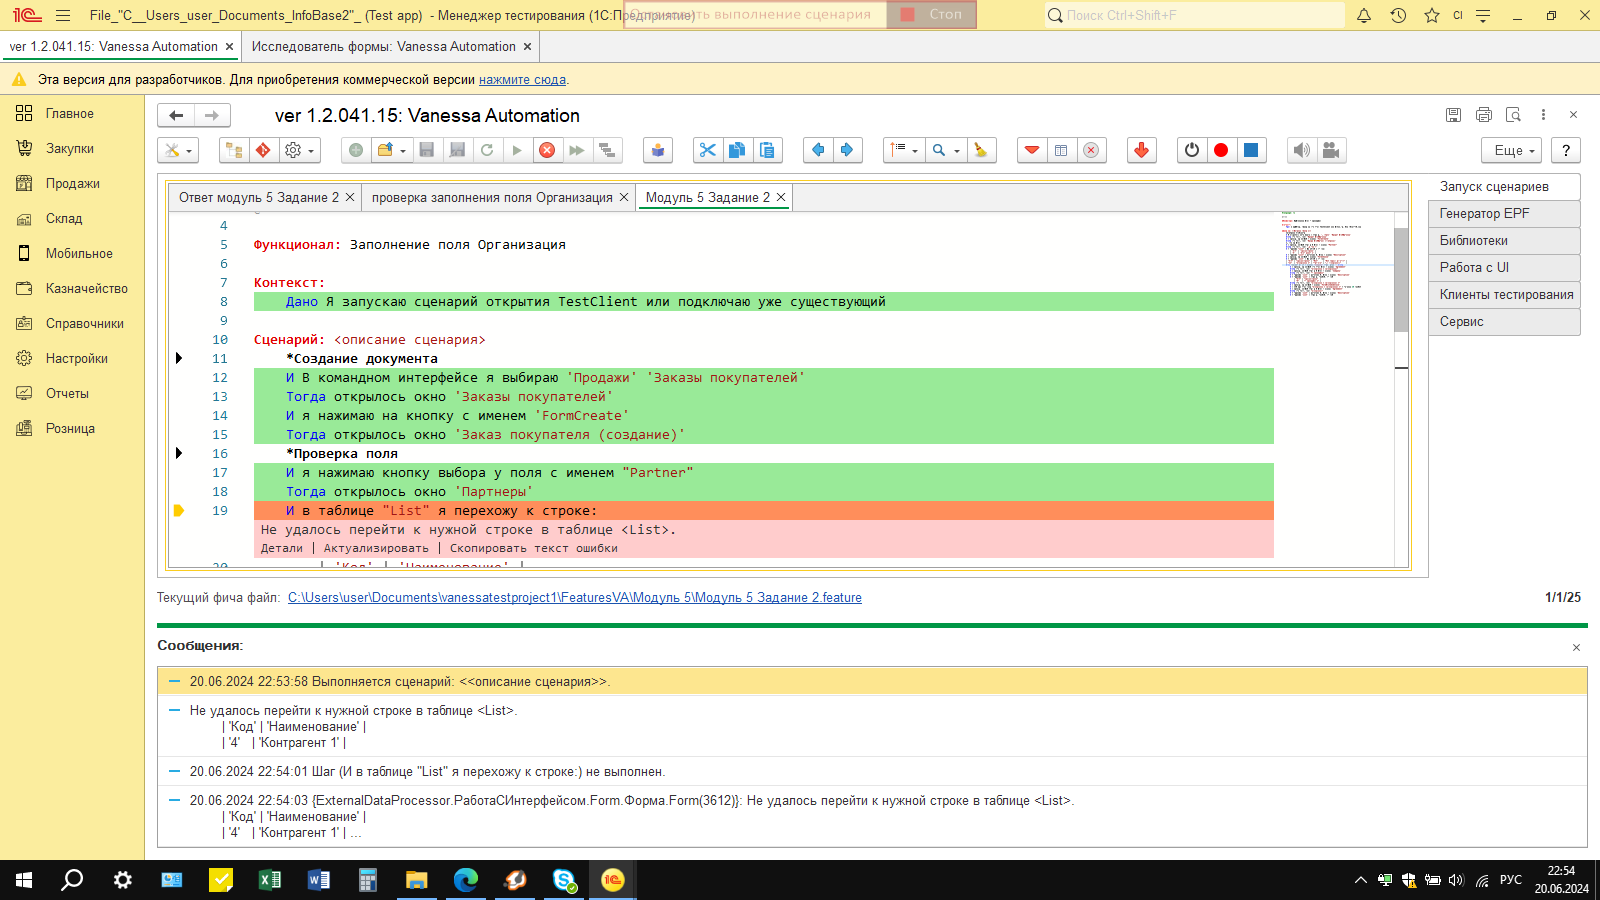 File_"C__Users_user_Documents_InfoBase2"_ (Test app) - Менеджер тестирования (1С:Предприятие)
выполнение сценария
Стоп
Поиск Ctrl+Shift+F
CI
ver 1.2.041.15: Vanessa Automation ×
Исследователь формы: Vanessa Automation ×
Эта версия для разработчиков. Для приобретения коммерческой версии нажмите сюда.
Главное
Закупки
Продажи
Склад
Мобильное
Казначейство
Справочники
Настройки
Отчеты
Розница
ver 1.2.041.15: Vanessa Automation
Еще
?
Ответ модуль 5 Задание 2 ×
проверка заполнения поля Организация ×
Модуль 5 Задание 2 ×
4
5 Функционал: Заполнение поля Организация
6
7 Контекст:
8 Дано Я запускаю сценарий открытия TestClient или подключаю уже существующий
9
10 Сценарий: <описание сценария>
11 *Создание документа
12 И В командном интерфейсе я выбираю 'Продажи' 'Заказы покупателей'
13 Тогда открылось окно 'Заказы покупателей'
14 И я нажимаю на кнопку с именем 'FormCreate'
15 Тогда открылось окно 'Заказ покупателя (создание)'
16 *Проверка поля
17 И я нажимаю кнопку выбора у поля с именем "Partner"
18 Тогда открылось окно 'Партнеры'
19 И в таблице "List" я перехожу к строке:
Не удалось перейти к нужной строке в таблице <List>.
Детали | Актуализировать | Скопировать текст ошибки
20 | 'Код' | 'Наименование' |
Запуск сценариев
Генератор EPF
Библиотеки
Работа с UI
Клиенты тестирования
Сервис
Текущий фича файл: C:\Users\user\Documents\vanessatestproject1\FeaturesVA\Модуль 5\Модуль 5 Задание 2.feature
1/1/25
Сообщения:
20.06.2024 22:53:58 Выполняется сценарий: <<описание сценария>>.
Не удалось перейти к нужной строке в таблице <List>.
| 'Код' | 'Наименование' |
| '4' | 'Контрагент 1' |
20.06.2024 22:54:01 Шаг (И в таблице "List" я перехожу к строке:) не выполнен.
20.06.2024 22:54:03 {ExternalDataProcessor.РаботаСИнтерфейсом.Form.Форма.Form(3612)}: Не удалось перейти к нужной строке в таблице <List>.
| 'Код' | 'Наименование' |
| '4' | 'Контрагент 1' | ...
РУС
22:54
20.06.2024